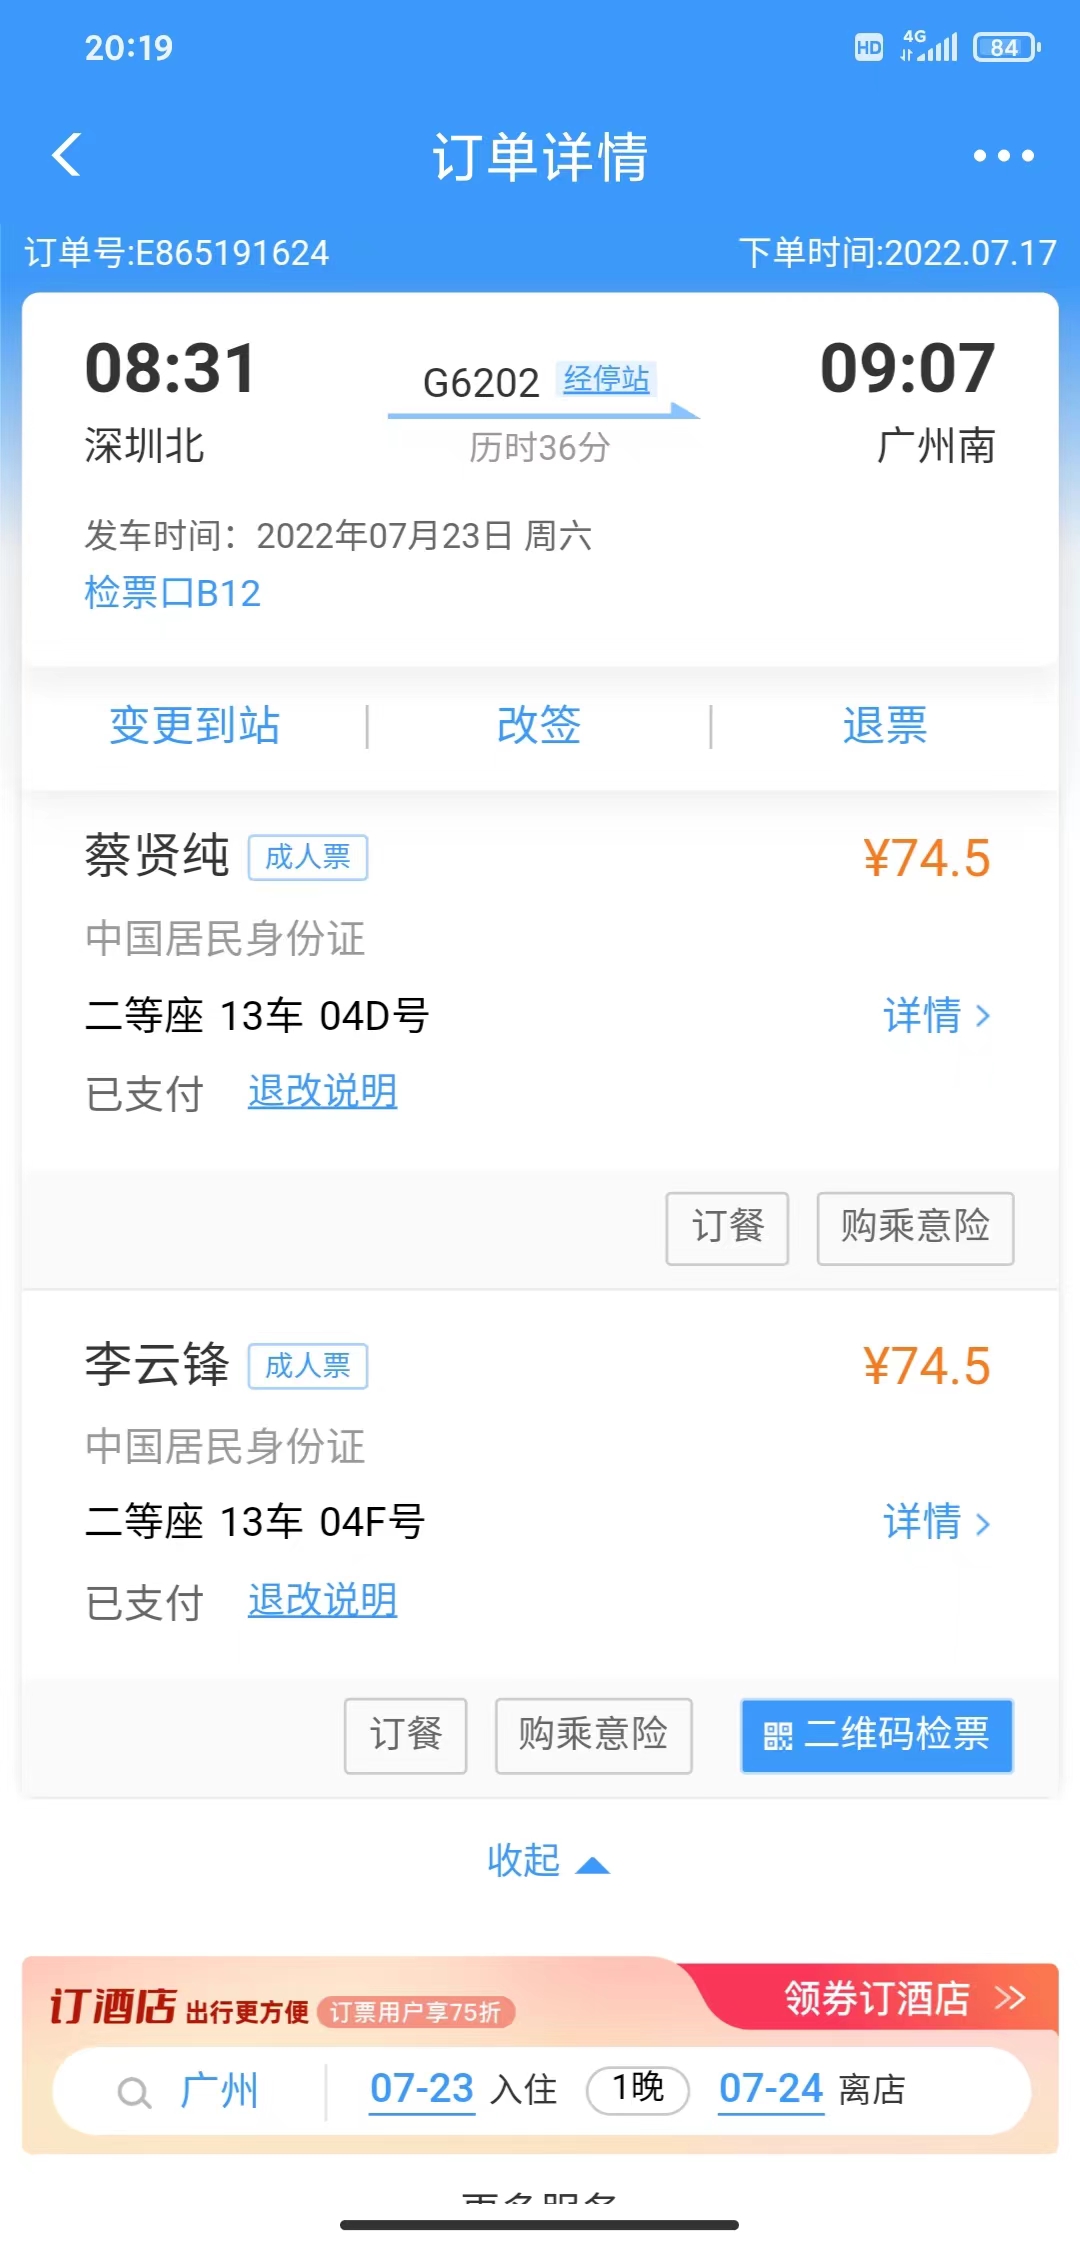 20:19 HD 4G 84
订单详情
订单号:E865191624 下单时间:2022.07.17
08:31 G6202 经停站 09:07
深圳北 历时36分 广州南
发车时间：2022年07月23日 周六
检票口B12
变更到站 改签 退票
蔡贤纯 成人票 ¥74.5
中国居民身份证
二等座 13车 04D号 详情
已支付 退改说明
订餐 购乘意险
李云锋 成人票 ¥74.5
中国居民身份证
二等座 13车 04F号 详情
已支付 退改说明
订餐 购乘意险 二维码检票
收起
订酒店 出行更方便 订票用户享75折 领券订酒店
广州 07-23 入住 1晚 07-24 离店
更多服务